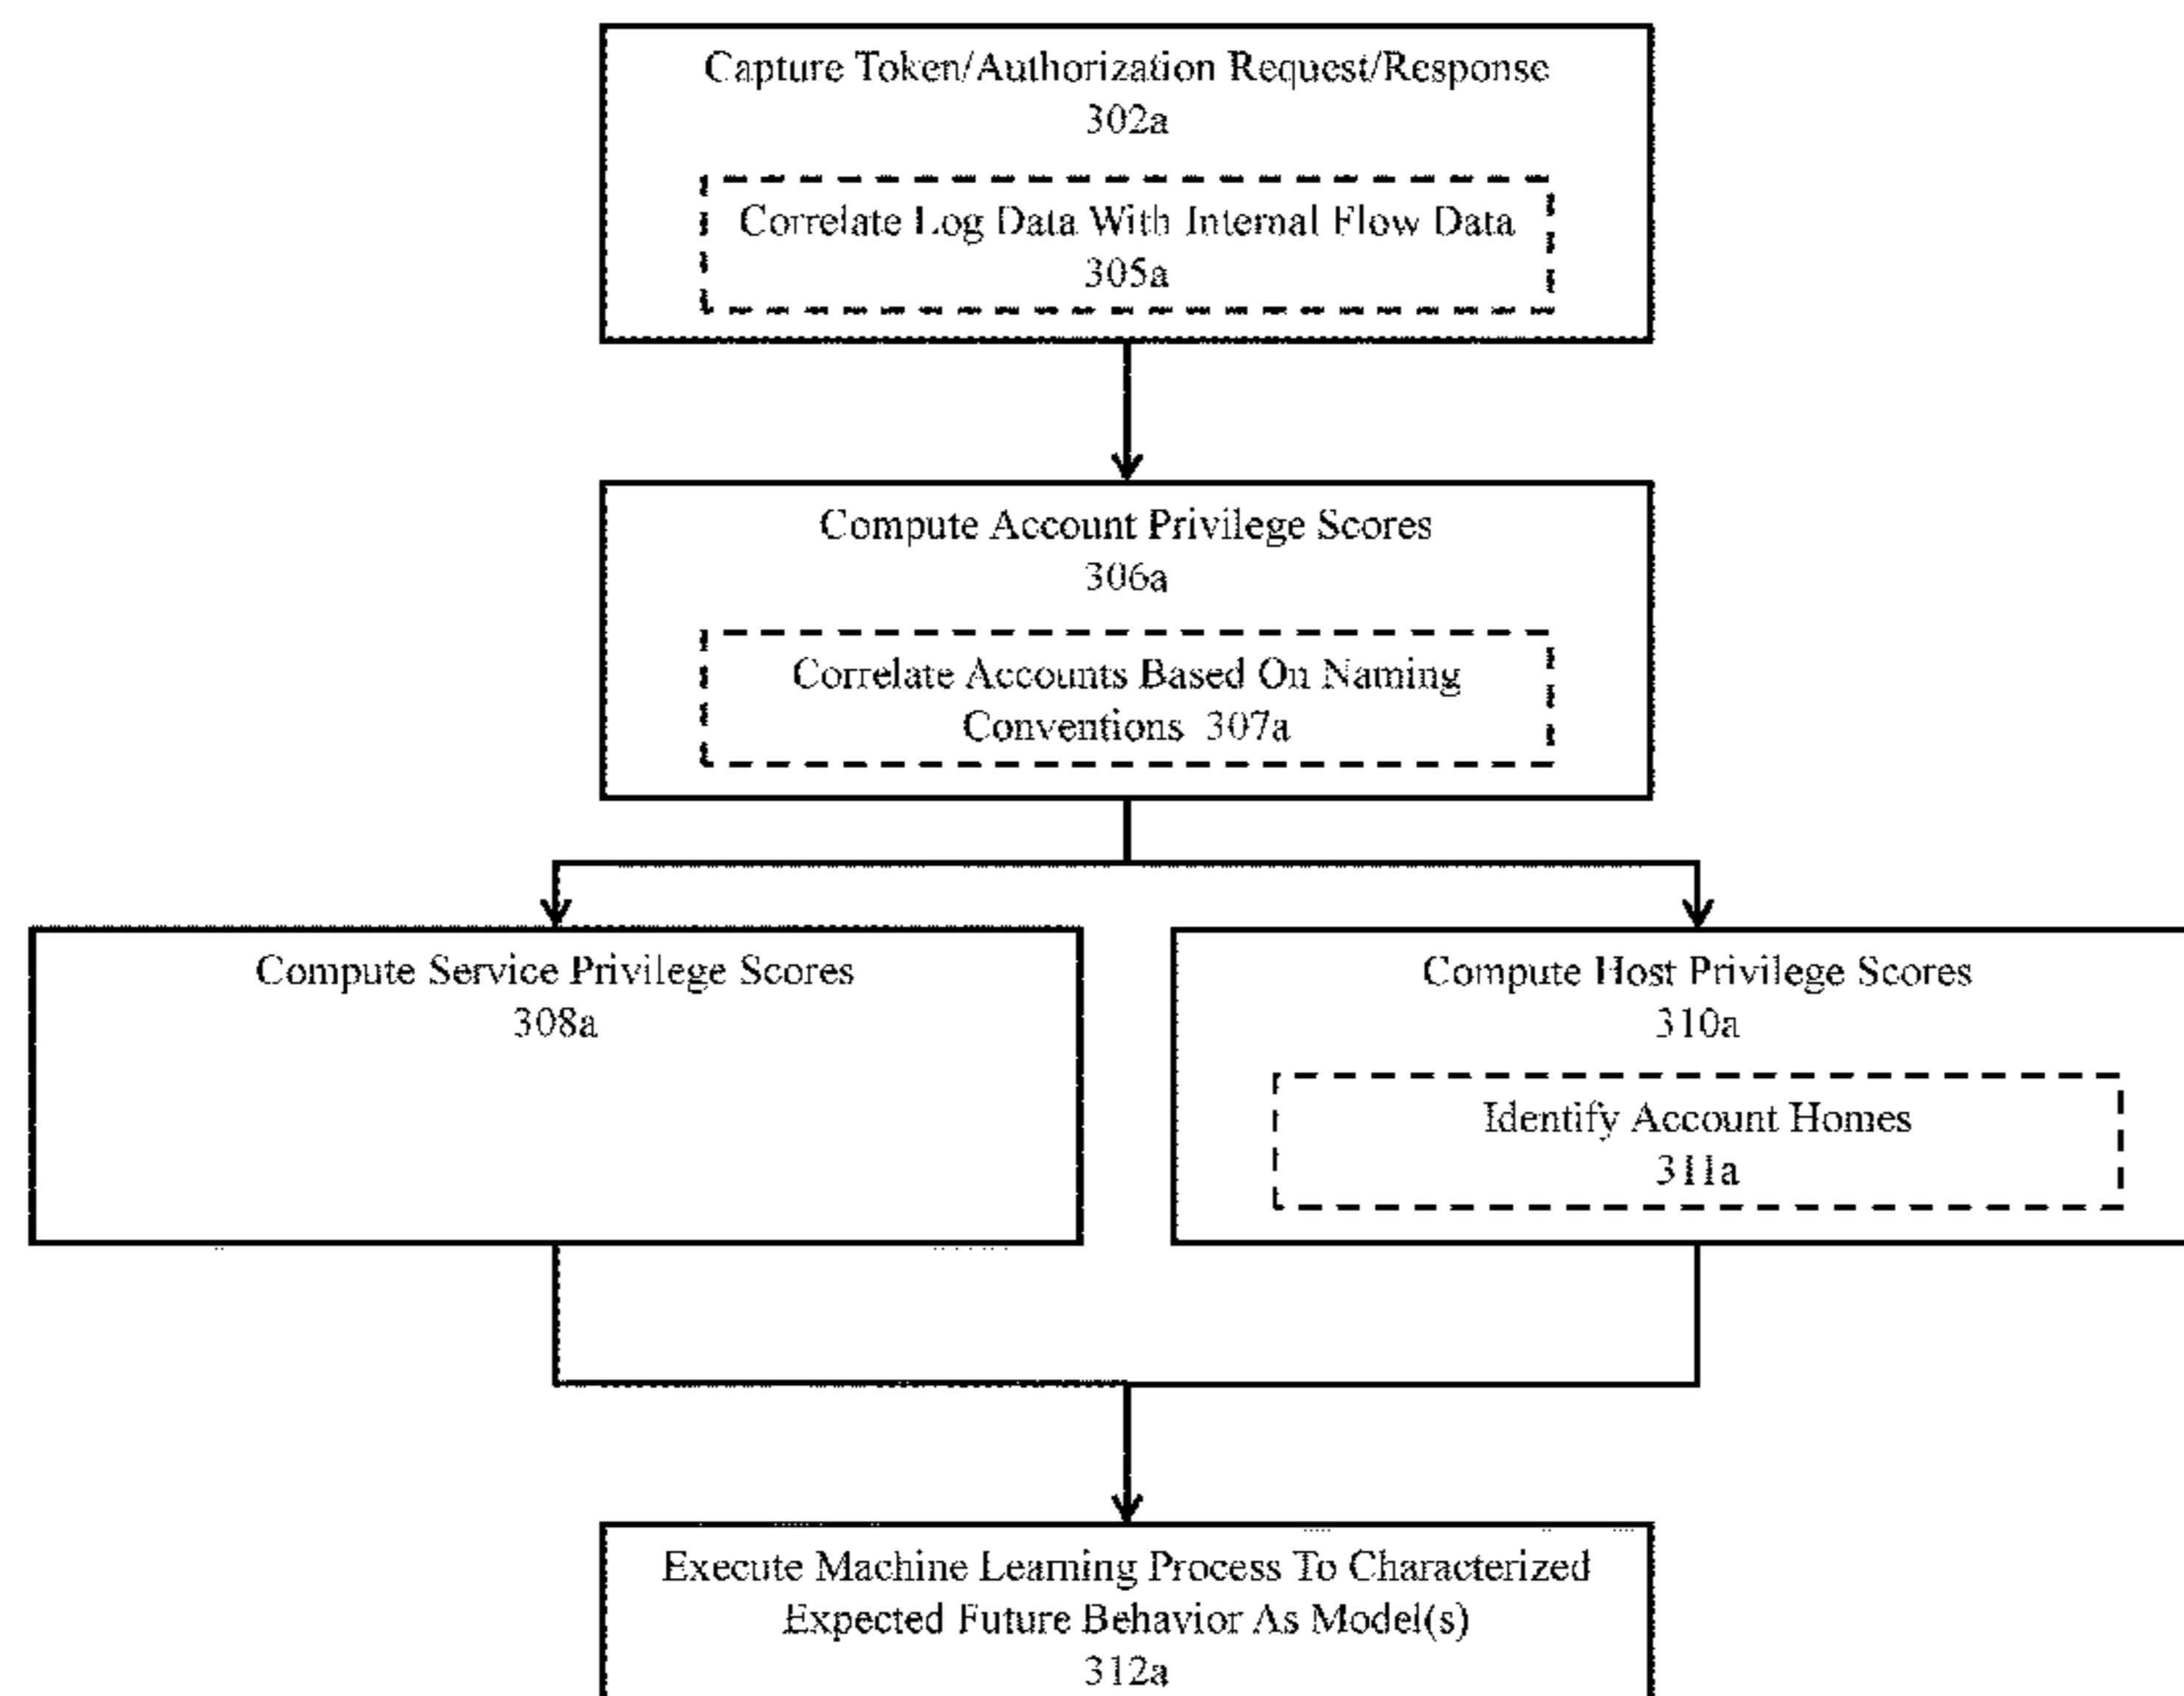 Capture Token/Authorization Request/Response
302a
Correlate Log Data With Internal Flow Data
305a
Compute Account Privilege Scores
306a
Correlate Accounts Based On Naming
Conventions 307a
Compute Service Privilege Scores
308a
Compute Host Privilege Scores
310a
Identify Account Homes
311a
Execute Machine Learning Process To Characterized
Expected Future Behavior As Model(s)
312a